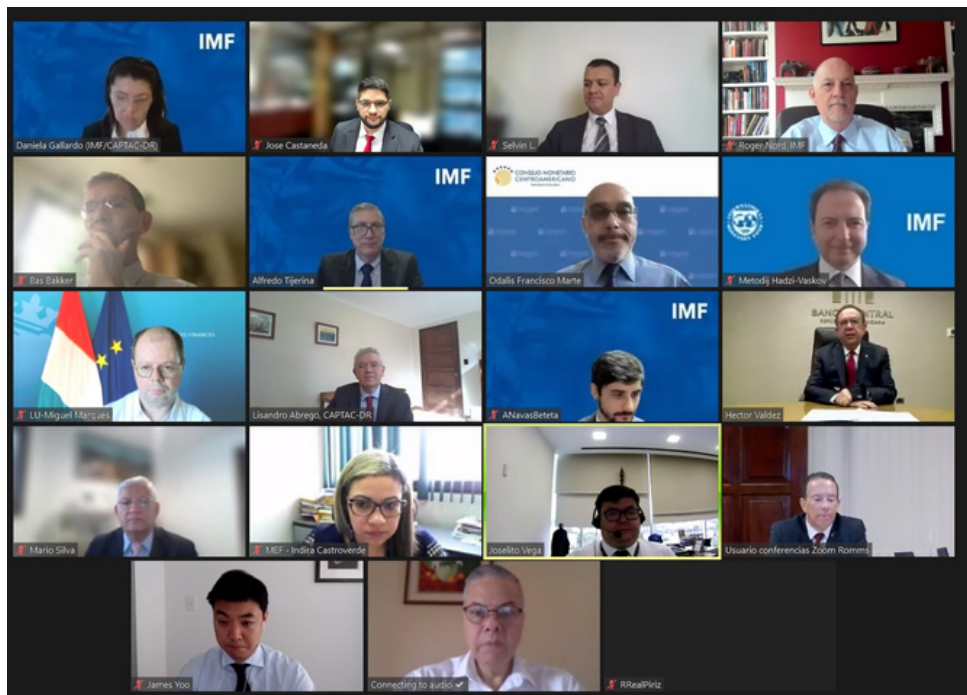 IMF
Daniela Gallardo (IMF/CAPTAC-DR)
Jose Castaneda
Selvin L.
Roger Nord, IMF
Bas Bakker
IMF
Alfredo Tijerina
CONSEJO MONETARIO
CENTROAMERICANO
Odalis Francisco Marte
IMF
Metodij Hadzi-Vaskov
LU-Miguel Marques
Lisandro Abrego, CAPTAC-DR
IMF
ANavasBeteta
Hector Valdez
Mario Silva
MEF - Indira Castroverde
Joselito Vega
Usuario conferencias Zoom Romms
James Yoo
Connecting to audio
RRealPiriz